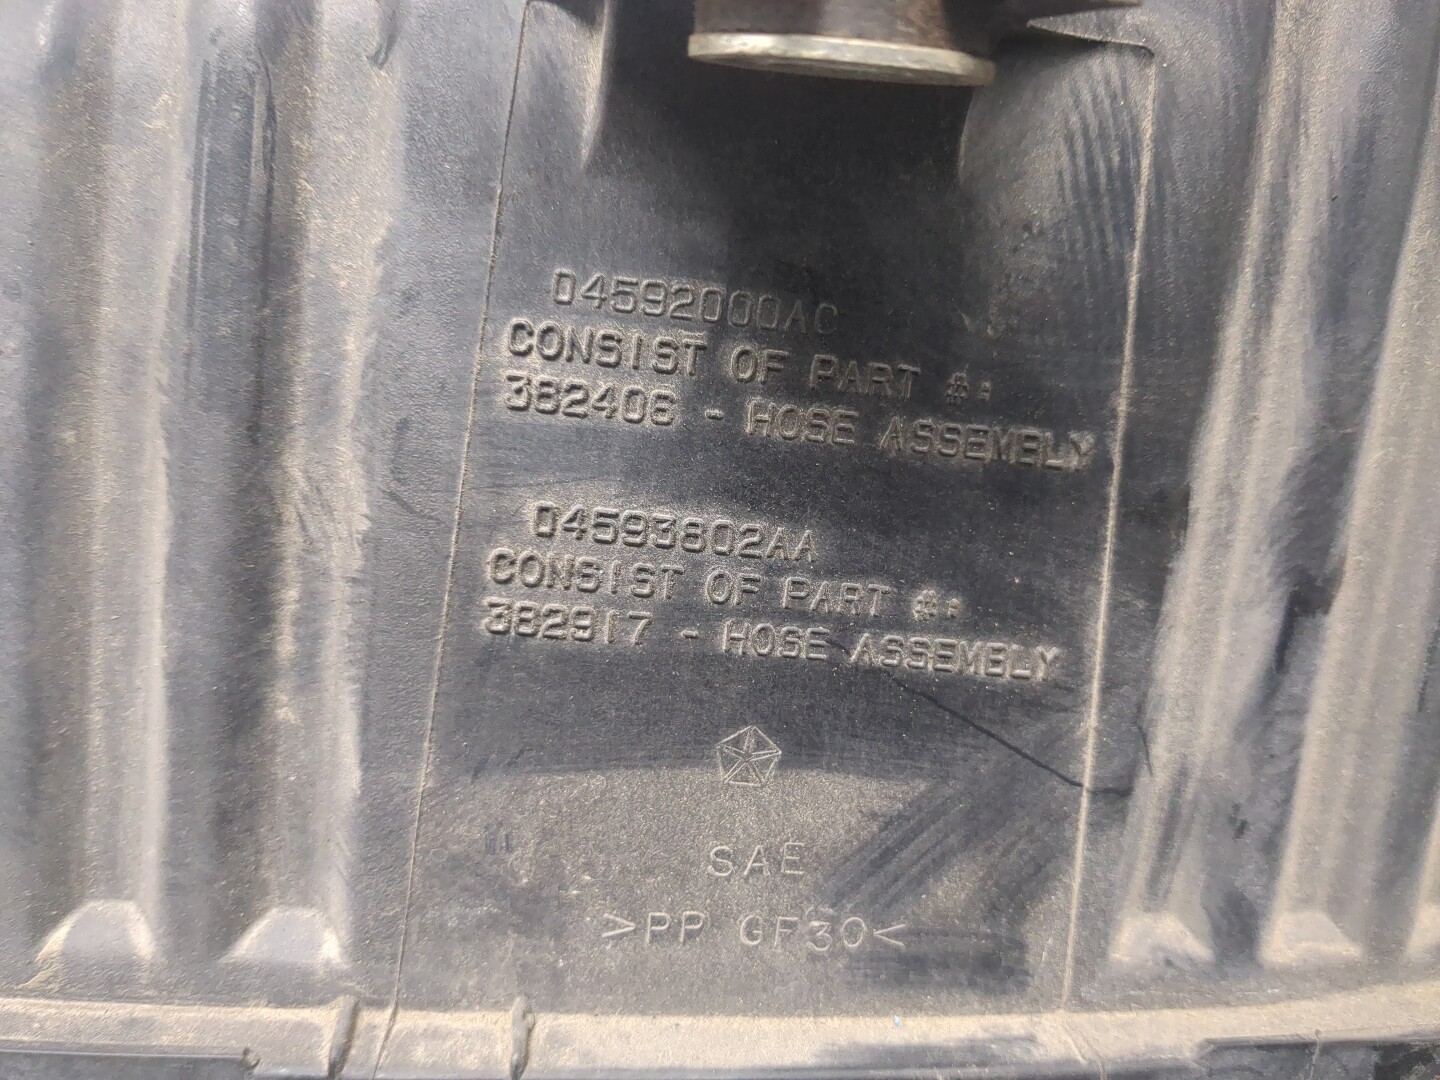 04592000AC
CONSIST OF PART #:
382406 - HOSE ASSEMBLY
04593802AA
CONSIST OF PART #:
382917 - HOSE ASSEMBLY
SAE
>PP GF30<